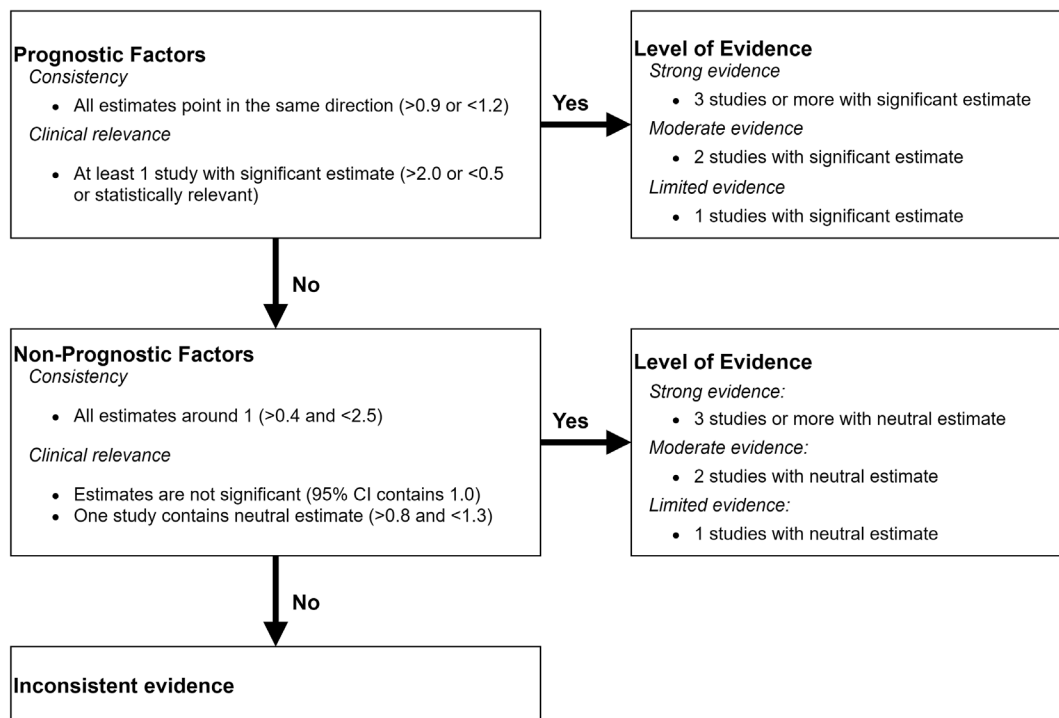 Prognostic Factors
Consistency
• All estimates point in the same direction (>0.9 or <1.2)
Clinical relevance
• At least 1 study with significant estimate (>2.0 or <0.5
or statistically relevant)
Yes
Level of Evidence
Strong evidence
• 3 studies or more with significant estimate
Moderate evidence
• 2 studies with significant estimate
Limited evidence
• 1 studies with significant estimate
No
Non-Prognostic Factors
Consistency
• All estimates around 1 (>0.4 and <2.5)
Clinical relevance
• Estimates are not significant (95% CI contains 1.0)
• One study contains neutral estimate (>0.8 and <1.3)
Yes
Level of Evidence
Strong evidence:
• 3 studies or more with neutral estimate
Moderate evidence:
• 2 studies with neutral estimate
Limited evidence:
• 1 studies with neutral estimate
No
Inconsistent evidence